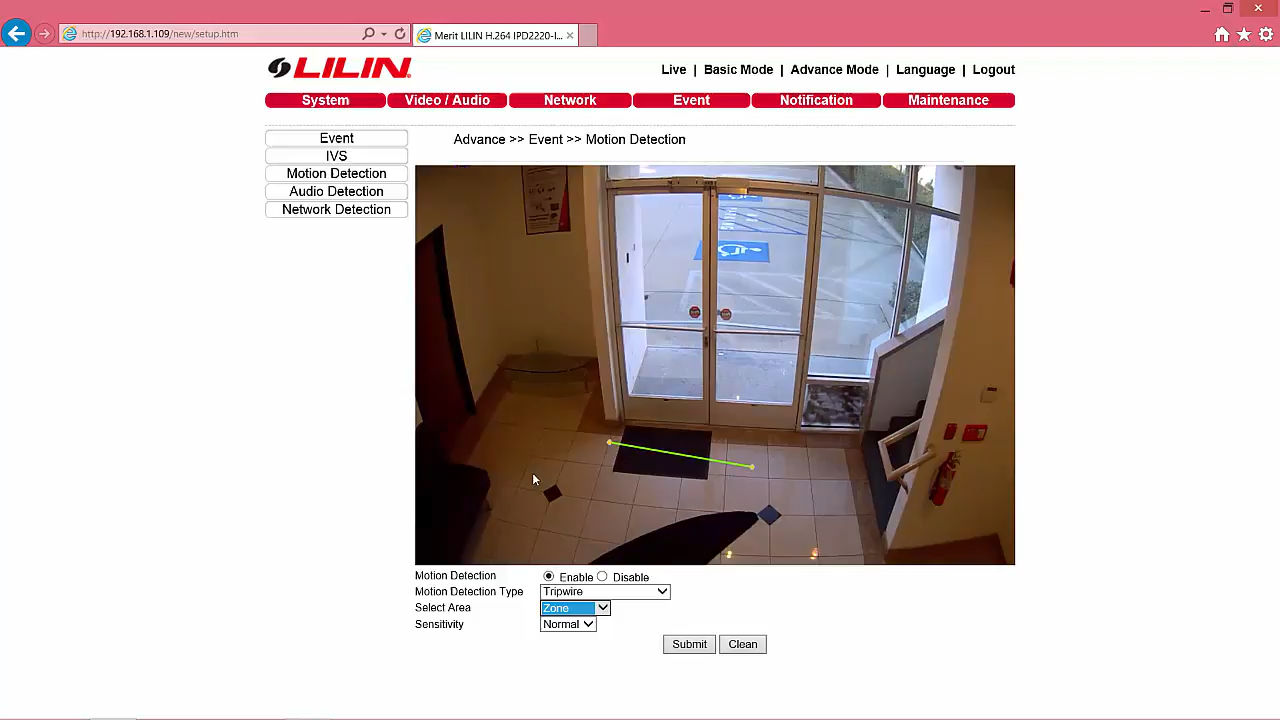 http://192.168.1.109/new/setup.htm
Merit LILIN H.264 IPD2220-I...
LILIN
Live | Basic Mode | Advance Mode | Language | Logout
System Video / Audio Network Event Notification Maintenance
Event
IVS
Motion Detection
Audio Detection
Network Detection
Advance >> Event >> Motion Detection
Motion Detection Enable Disable
Motion Detection Type Tripwire
Select Area Zone
Sensitivity Normal
Submit Clean